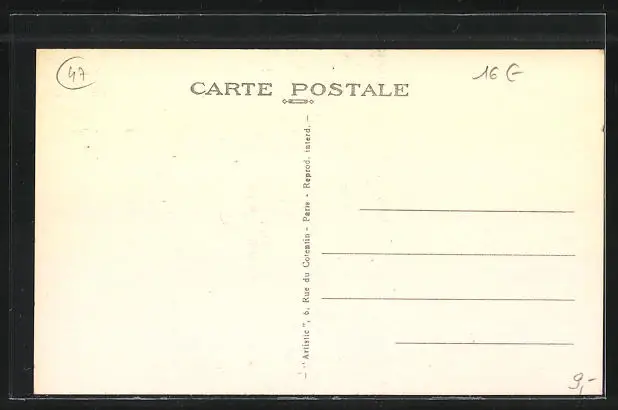 47
16 €
CARTE POSTALE
— "Artistic", 6, Rue du Cotentin - Paris - Reprod. interd. —
9,-